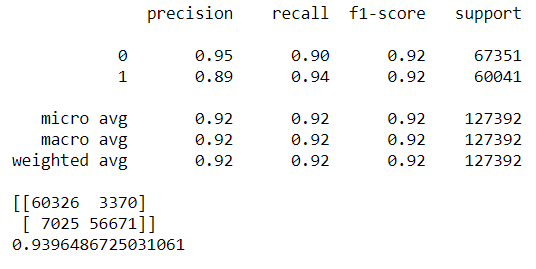 precision recall f1-score support
0 0.95 0.90 0.92 67351
1 0.89 0.94 0.92 60041
micro avg 0.92 0.92 0.92 127392
macro avg 0.92 0.92 0.92 127392
weighted avg 0.92 0.92 0.92 127392
[[60326 3370]
[ 7025 56671]]
0.9396486725031061